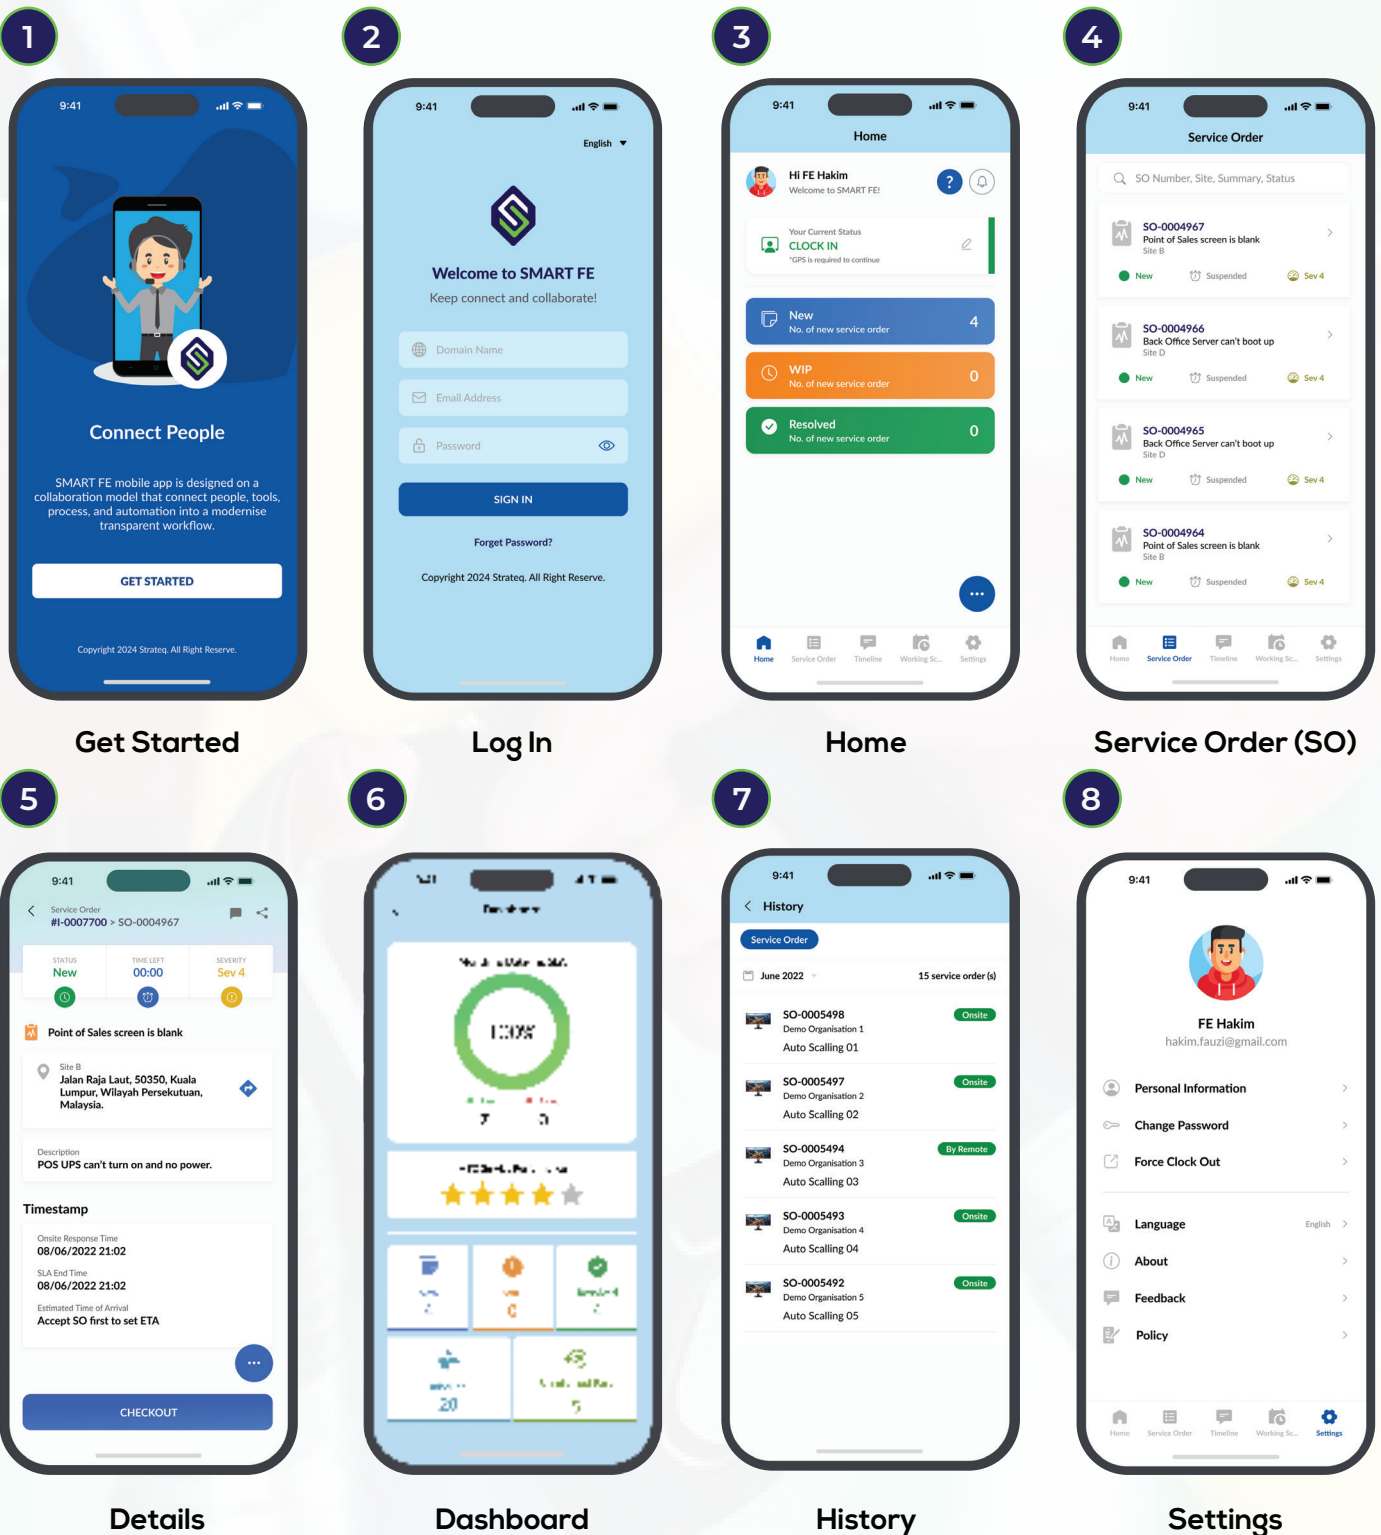 1
2
3
4
9:41
Connect People
SMART FE mobile app is designed on a
collaboration model that connect people, tools,
process, and automation into a modernise
transparent workflow.
GET STARTED
Copyright 2024 Strateq. All Right Reserve.
Get Started
9:41
English
Welcome to SMART FE
Keep connect and collaborate!
Domain Name
Email Address
Password
SIGN IN
Forget Password?
Copyright 2024 Strateq. All Right Reserve.
Log In
9:41
Home
Hi FE Hakim
Welcome to SMART FE!
?
Your Current Status
CLOCK IN
*GPS is required to continue
New
No. of new service order
4
WIP
No. of new service order
0
Resolved
No. of new service order
0
Home Service Order Timeline Working Sc... Settings
Home
9:41
Service Order
SO Number, Site, Summary, Status
SO-0004967
Point of Sales screen is blank
Site B
New Suspended Sev 4
SO-0004966
Back Office Server can't boot up
Site D
New Suspended Sev 4
SO-0004965
Back Office Server can't boot up
Site D
New Suspended Sev 4
SO-0004964
Point of Sales screen is blank
Site B
New Suspended Sev 4
Home Service Order Timeline Working Sc... Settings
Service Order (SO)
5
6
7
8
9:41
Service Order
#I-0007700 > SO-0004967
STATUS TIME LEFT SEVERITY
New 00:00 Sev 4
Point of Sales screen is blank
Site B
Jalan Raja Laut, 50350, Kuala
Lumpur, Wilayah Persekutuan,
Malaysia.
Description
POS UPS can't turn on and no power.
Timestamp
Onsite Response Time
08/06/2022 21:02
SLA End Time
08/06/2022 21:02
Estimated Time of Arrival
Accept SO first to set ETA
CHECKOUT
Details
100%
7 0
0
20
5
Dashboard
9:41
< History
Service Order
June 2022 15 service order (s)
SO-0005498 Onsite
Demo Organisation 1
Auto Scalling 01
SO-0005497 Onsite
Demo Organisation 2
Auto Scalling 02
SO-0005494 By Remote
Demo Organisation 3
Auto Scalling 03
SO-0005493 Onsite
Demo Organisation 4
Auto Scalling 04
SO-0005492 Onsite
Demo Organisation 5
Auto Scalling 05
History
9:41
FE Hakim
hakim.fauzi@gmail.com
Personal Information
Change Password
Force Clock Out
Language English
About
Feedback
Policy
Home Service Order Timeline Working Sc... Settings
Settings